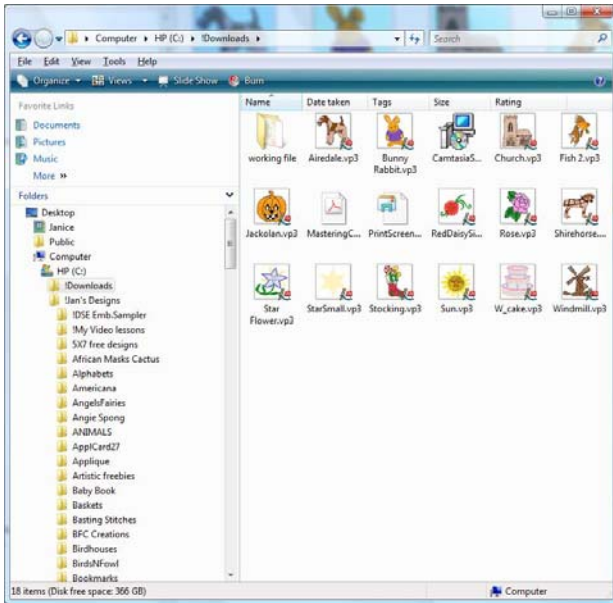 Computer ▸ HP (C:) ▸ !Downloads ▸
Search
File Edit View Tools Help
Organize Views Slide Show Burn
Favorite Links
Documents
Pictures
Music
More »
Folders
Desktop
Janice
Public
Computer
HP (C:)
!Downloads
!Jan's Designs
!DSE Emb.Sampler
!My Video lessons
5X7 free designs
African Masks Cactus
Alphabets
Americana
AngelsFairies
Angie Spong
ANIMALS
ApplCard27
Applique
Artistic freebies
Baby Book
Baskets
Basting Stitches
BFC Creations
Birdhouses
BirdsNFowl
Bookmarks
Name Date taken Tags Size Rating
working file Airedale.vp3 Bunny Rabbit.vp3 CamtasiaS... Church.vp3 Fish 2.vp3
Jackolan.vp3 MasteringC... PrintScreen... RedDaisySi... Rose.vp3 Shirehorse....
Star Flower.vp3 StarSmall.vp3 Stocking.vp3 Sun.vp3 W_cake.vp3 Windmill.vp3
18 items (Disk free space: 366 GB) Computer